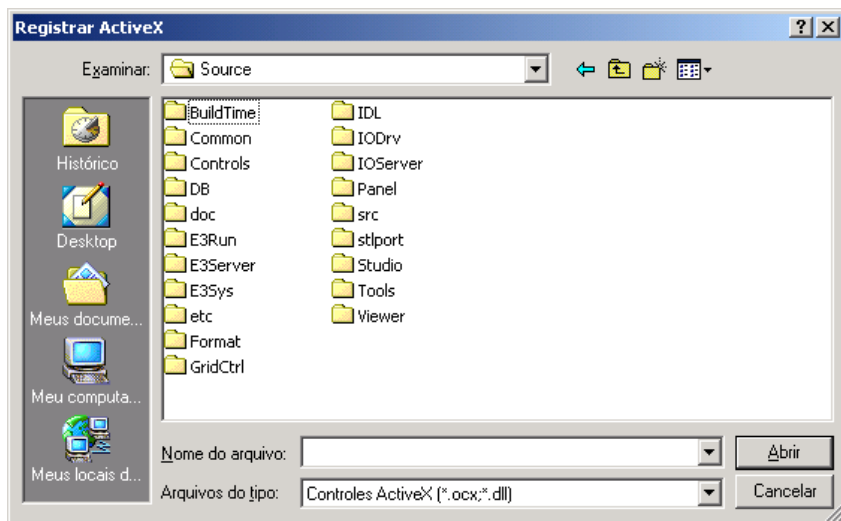 Registrar ActiveX
Examinar: Source
Histórico
Desktop
Meus docume...
Meu computa...
Meus locais d...
BuildTime
Common
Controls
DB
doc
E3Run
E3Server
E3Sys
etc
Format
GridCtrl
IDL
IODrv
IOServer
Panel
src
stlport
Studio
Tools
Viewer
Nome do arquivo:
Abrir
Arquivos do tipo: Controles ActiveX (*.ocx;*.dll)
Cancelar